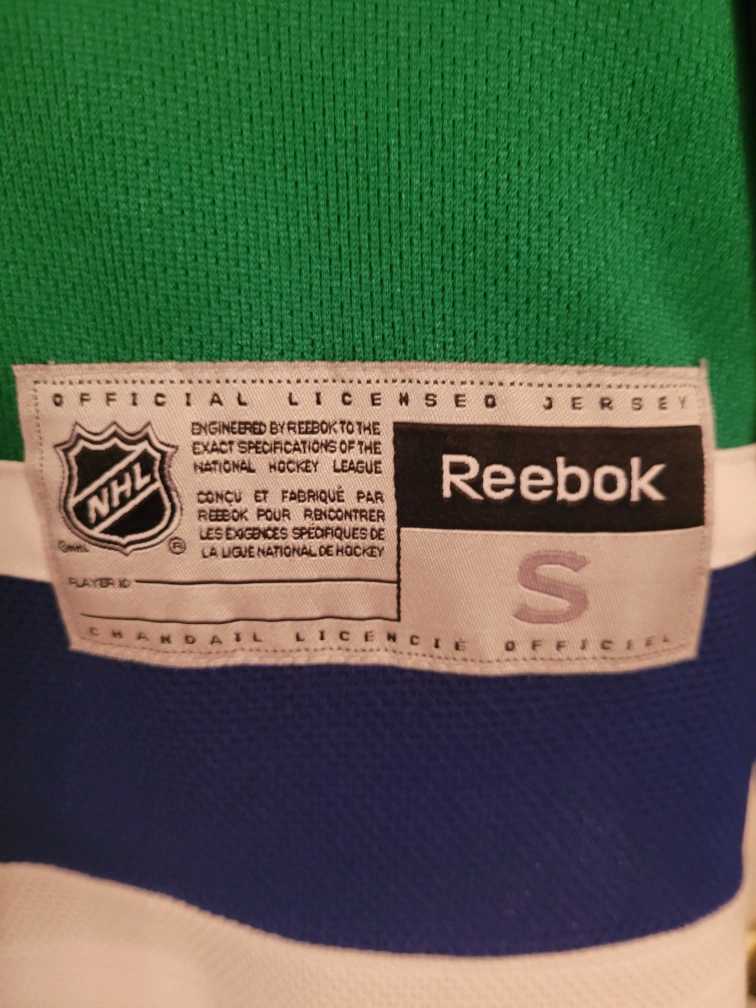 OFFICIAL LICENSED JERSEY
NHL
®
ENGINEERED BY REEBOK TO THE
EXACT SPECIFICATIONS OF THE
NATIONAL HOCKEY LEAGUE
CONÇU ET FABRIQUÉ PAR
REEBOK POUR RENCONTRER
LES EXIGENCES SPÉCIFIQUES DE
LA LIGUE NATIONAL DE HOCKEY
PLAYER ID
Reebok
S
CHANDAIL LICENCIÉ OFFICIEL